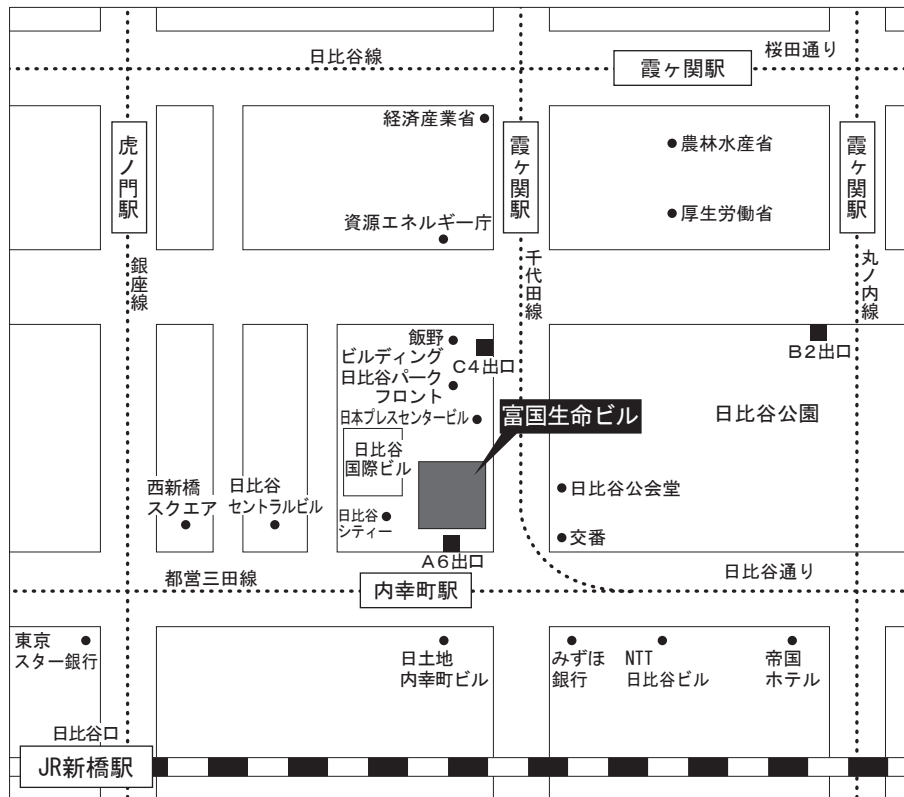 日比谷線
桜田通り
霞ヶ関駅
虎ノ門駅
経済産業省
霞ヶ関駅
農林水産省
霞ヶ関駅
厚生労働省
資源エネルギー庁
銀座線
千代田線
丸ノ内線
飯野
ビルディング
C4出口
B2出口
日比谷パーク
フロント
日本プレスセンタービル
富国生命ビル
日比谷公園
日比谷
国際ビル
西新橋
スクエア
日比谷
セントラルビル
日比谷
シティー
日比谷公会堂
交番
A6出口
都営三田線
内幸町駅
日比谷通り
東京
スター銀行
日土地
内幸町ビル
みずほ
銀行
NTT
日比谷ビル
帝国
ホテル
日比谷口
JR新橋駅